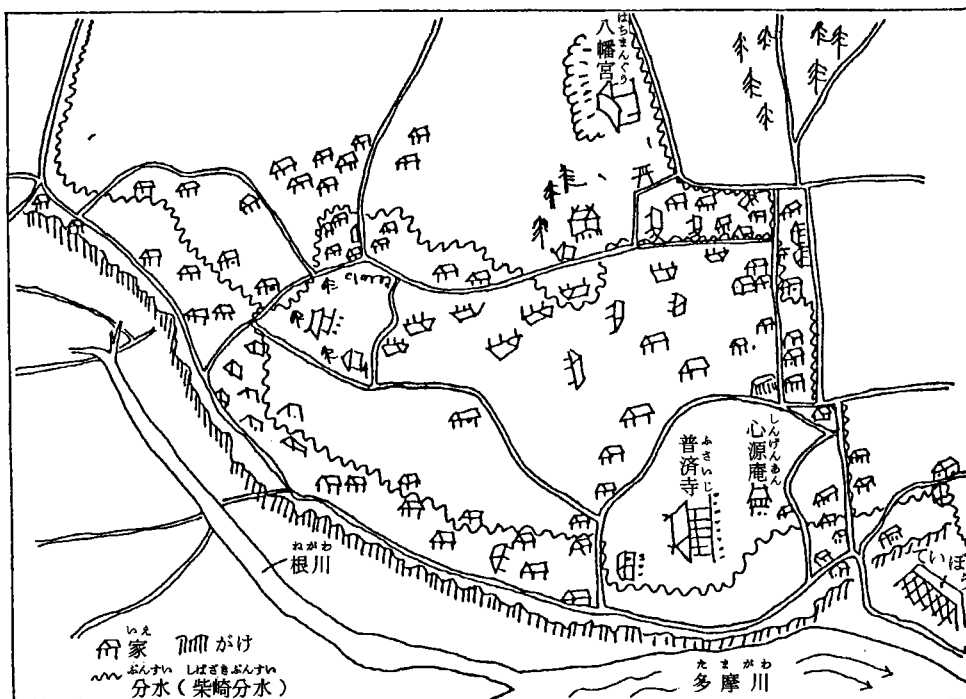 はちまんぐう
八幡宮
しんげんあん
心源庵
ふさいじ
普済寺
ていぼう
ねがわ
根川
いえ
家 がけ
ぶんすい しばざきぶんすい
分水(柴崎分水)
たまがわ
多摩川